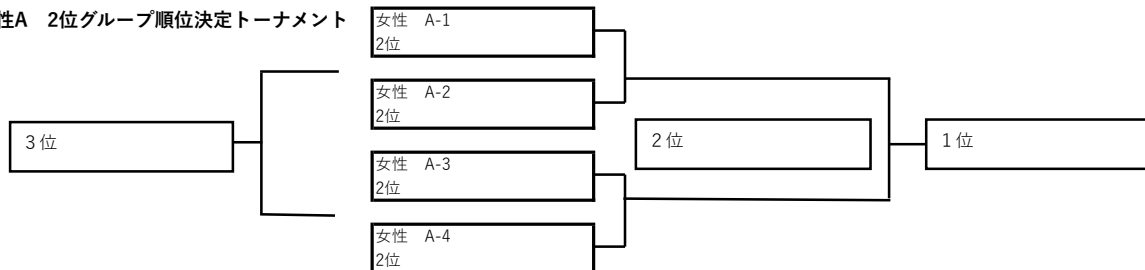 性A 2位グループ順位決定トーナメント
女性 A-1
2位
女性 A-2
2位
3位
2位
1位
女性 A-3
2位
女性 A-4
2位